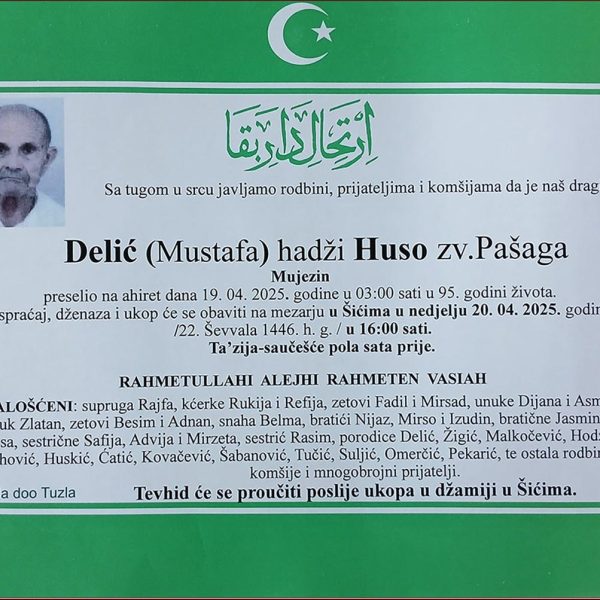 إرتحال دار بقا
Sa tugom u srcu javljamo rodbini, prijateljima i komšijama da je naš drag
Delić (Mustafa) hadži Huso zv.Pašaga
Mujezin
preselio na ahiret dana 19. 04. 2025. godine u 03:00 sati u 95. godini života.
spraćaj, dženaza i ukop će se obaviti na mezarju u Šićima u nedjelju 20. 04. 2025. godin
/22. Ševvala 1446. h. g. / u 16:00 sati.
Ta'zija-saučešće pola sata prije.
RAHMETULLAHI ALEJHI RAHMETEN VASIAH
ALOŠĆENI: supruga Rajfa, kćerke Rukija i Refija, zetovi Fadil i Mirsad, unuke Dijana i Asm
uk Zlatan, zetovi Besim i Adnan, snaha Belma, bratići Nijaz, Mirso i Izudin, bratične Jasmin
sa, sestrične Safija, Advija i Mirzeta, sestrić Rasim, porodice Delić, Žigić, Malkočević, Hodž
hović, Huskić, Ćatić, Kovačević, Šabanović, Tučić, Suljić, Omerčić, Pekarić, te ostala rodbin
komšije i mnogobrojni prijatelji.
a doo Tuzla
Tevhid će se proučiti poslije ukopa u džamiji u Šićima.